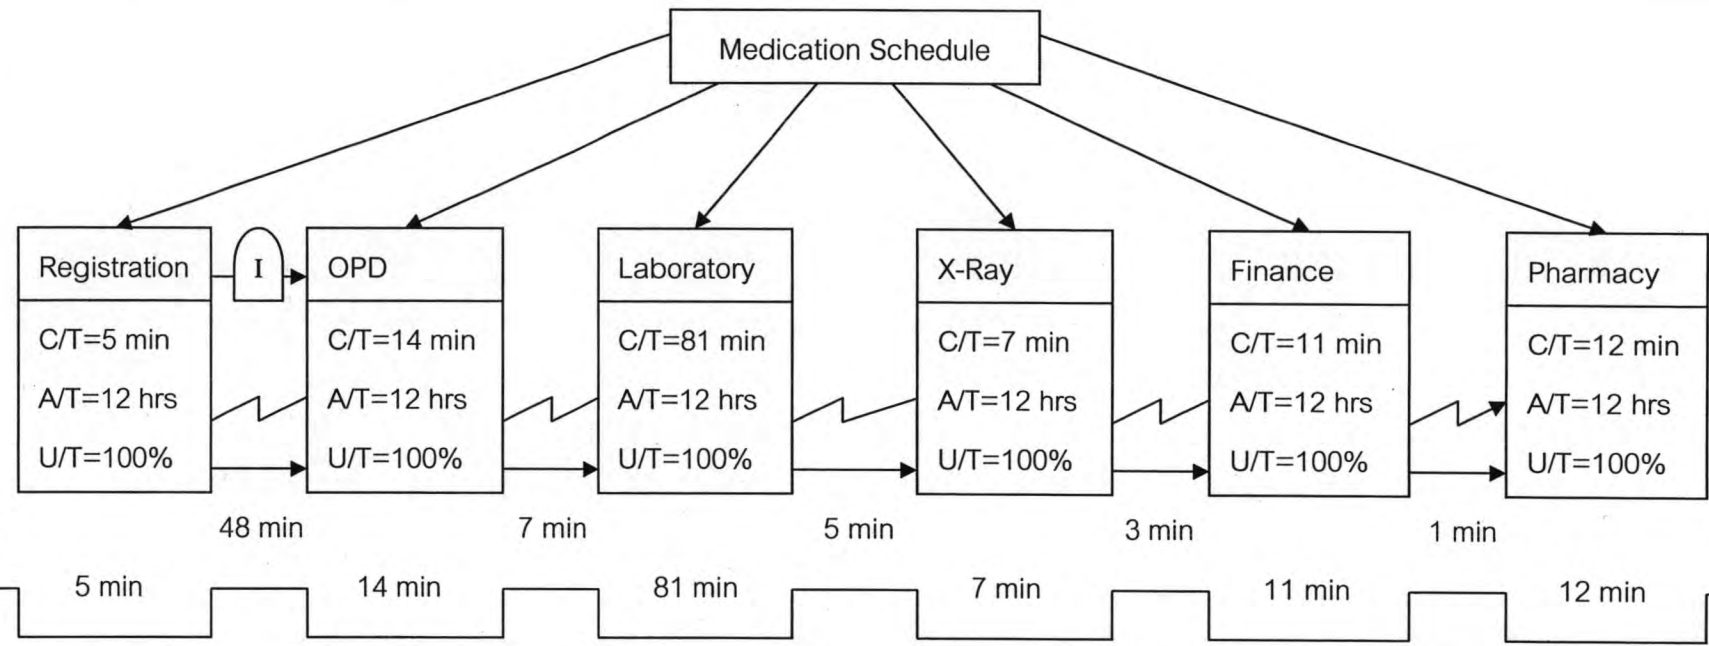 Medication Schedule
Registration
I
OPD
Laboratory
X-Ray
Finance
Pharmacy
C/T=5 min
C/T=14 min
C/T=81 min
C/T=7 min
C/T=11 min
C/T=12 min
A/T=12 hrs
A/T=12 hrs
A/T=12 hrs
A/T=12 hrs
A/T=12 hrs
A/T=12 hrs
U/T=100%
U/T=100%
U/T=100%
U/T=100%
U/T=100%
U/T=100%
48 min
7 min
5 min
3 min
1 min
5 min
14 min
81 min
7 min
11 min
12 min